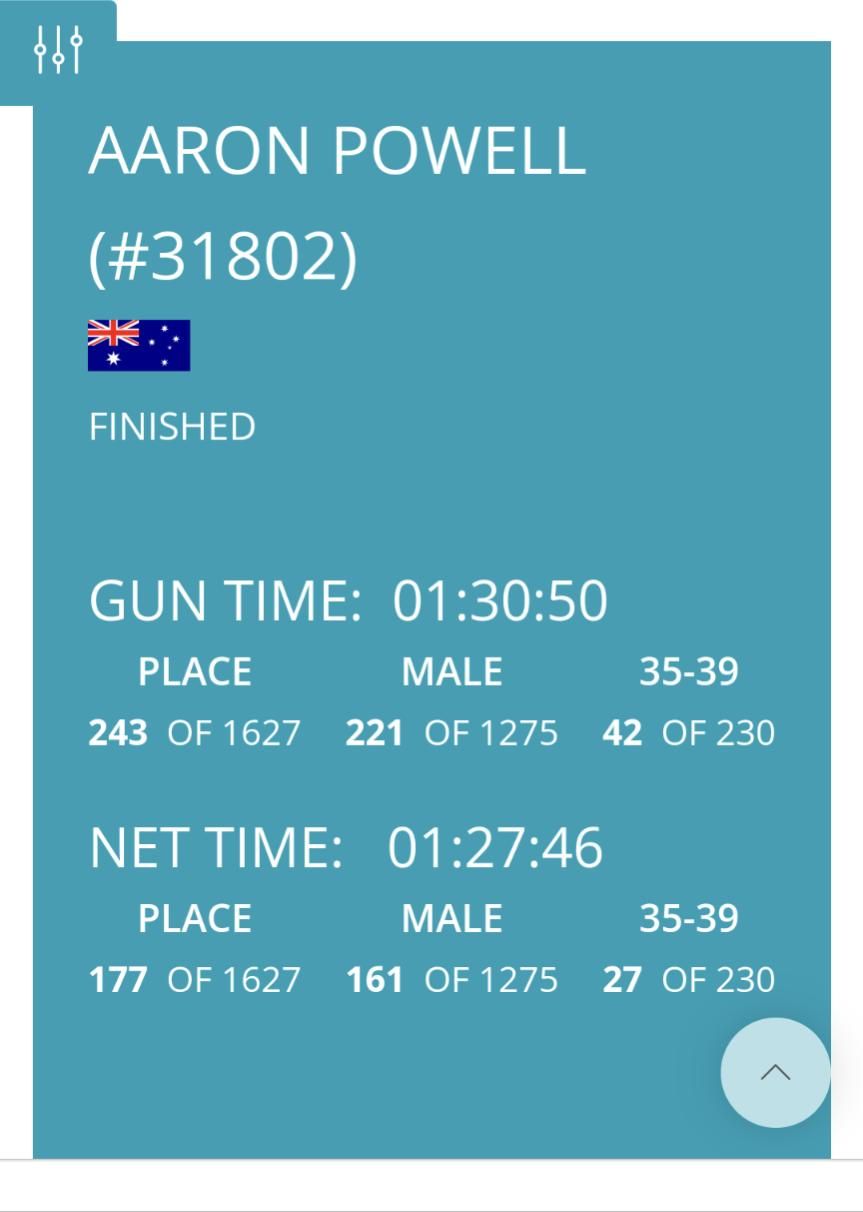 AARON POWELL
(#31802)
FINISHED
GUN TIME: 01:30:50
PLACE MALE 35-39
243 OF 1627 221 OF 1275 42 OF 230
NET TIME: 01:27:46
PLACE MALE 35-39
177 OF 1627 161 OF 1275 27 OF 230